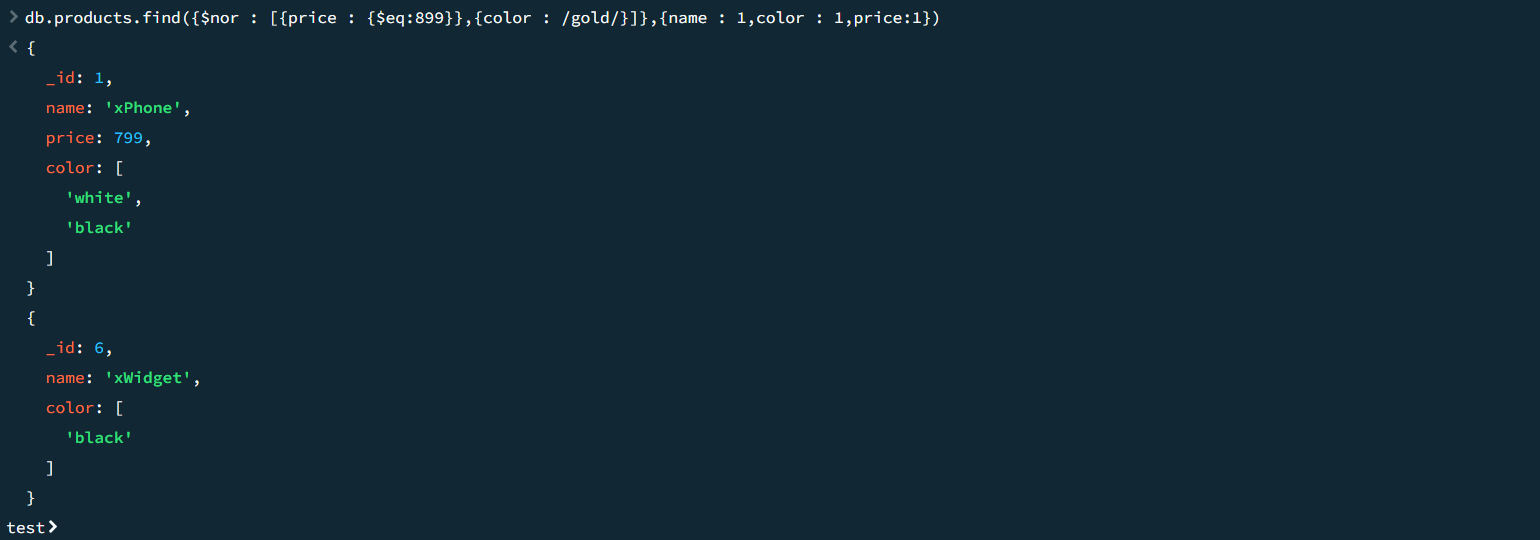 > db.products.find({$nor : [{price : {$eq:899}},{color : /gold/}]},{name : 1,color : 1,price:1})
< {
_id: 1,
name: 'xPhone',
price: 799,
color: [
'white',
'black'
]
}
{
_id: 6,
name: 'xWidget',
color: [
'black'
]
}
test>